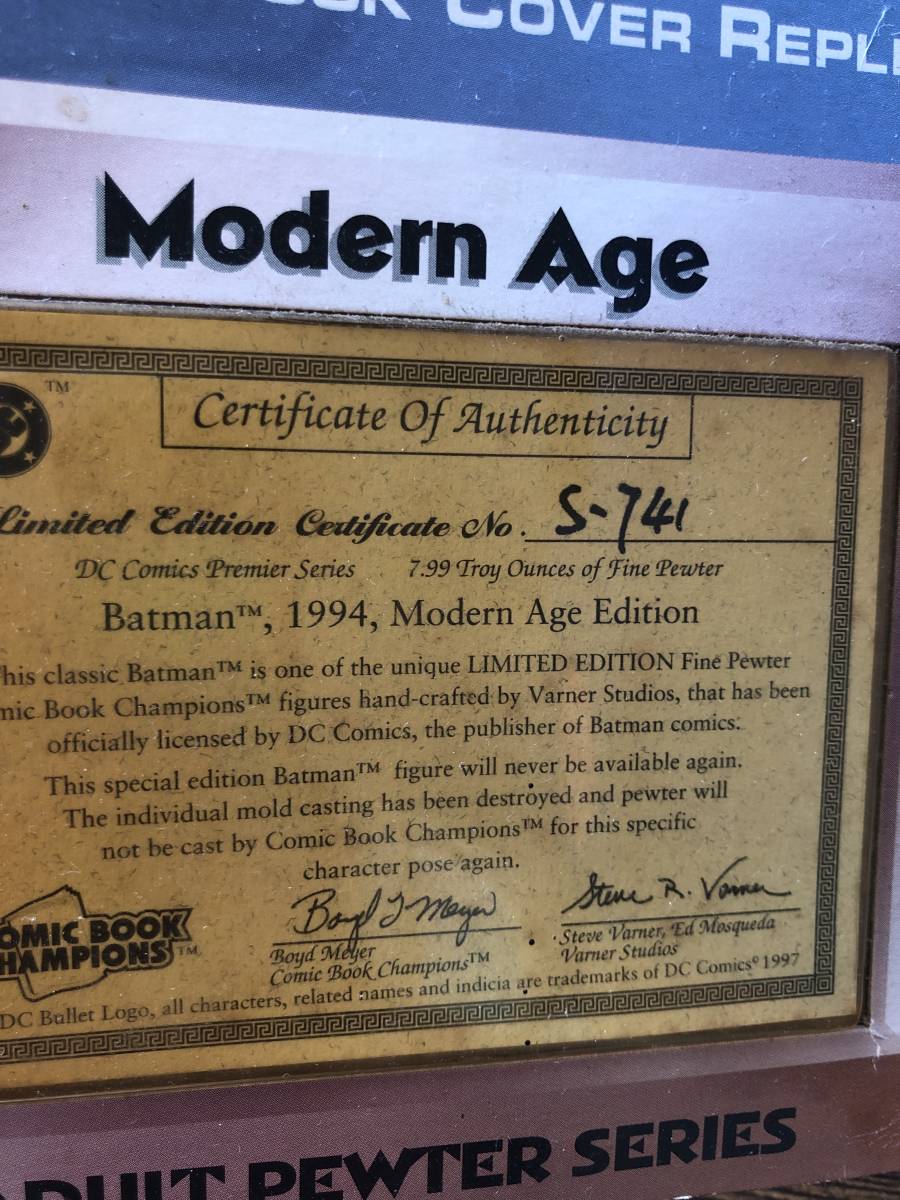 COVER REPLI
Modern Age
TM
Certificate Of Authenticity
Limited Edition Certificate No. S-741
DC Comics Premier Series 7.99 Troy Ounces of Fine Pewter
Batman™, 1994, Modern Age Edition
his classic Batman™ is one of the unique LIMITED EDITION Fine Pewter
mic Book Champions™ figures hand-crafted by Varner Studios, that has been
officially licensed by DC Comics, the publisher of Batman comics.
This special edition Batman™ figure will never be available again.
The individual mold casting has been destroyed and pewter will
not be cast by Comic Book Champions™ for this specific
character pose again.
OMIC BOOK
HAMPIONS™
Boyd J Meyer
Steve R. Varner
Boyd Meyer
Comic Book Champions™
Steve Varner, Ed Mosqueda
Varner Studios
DC Bullet Logo, all characters, related names and indicia are trademarks of DC Comics© 1997
ADULT PEWTER SERIES